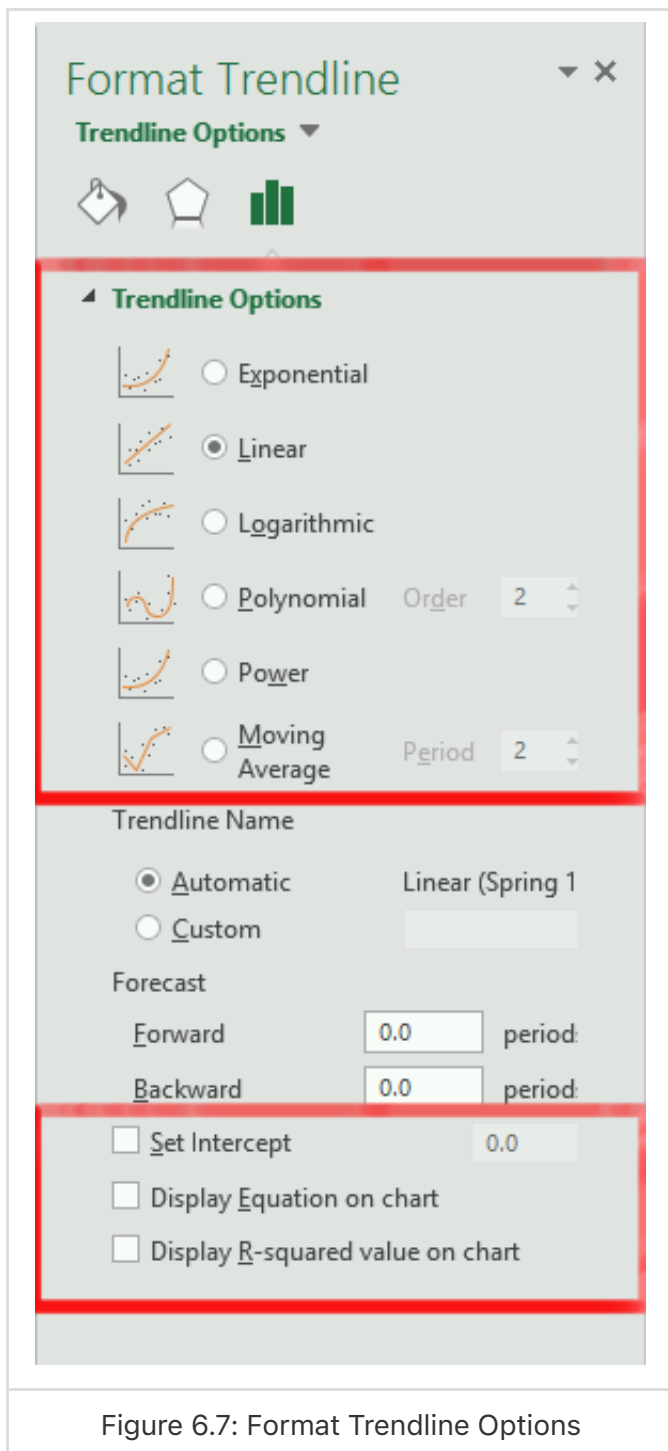 Format Trendline
Trendline Options
Trendline Options
Exponential
Linear
Logarithmic
Polynomial Order 2
Power
Moving
Average Period 2
Trendline Name
Automatic Linear (Spring 1
Custom
Forecast
Forward 0.0 period
Backward 0.0 period
Set Intercept 0.0
Display Equation on chart
Display R-squared value on chart
Figure 6.7: Format Trendline Options